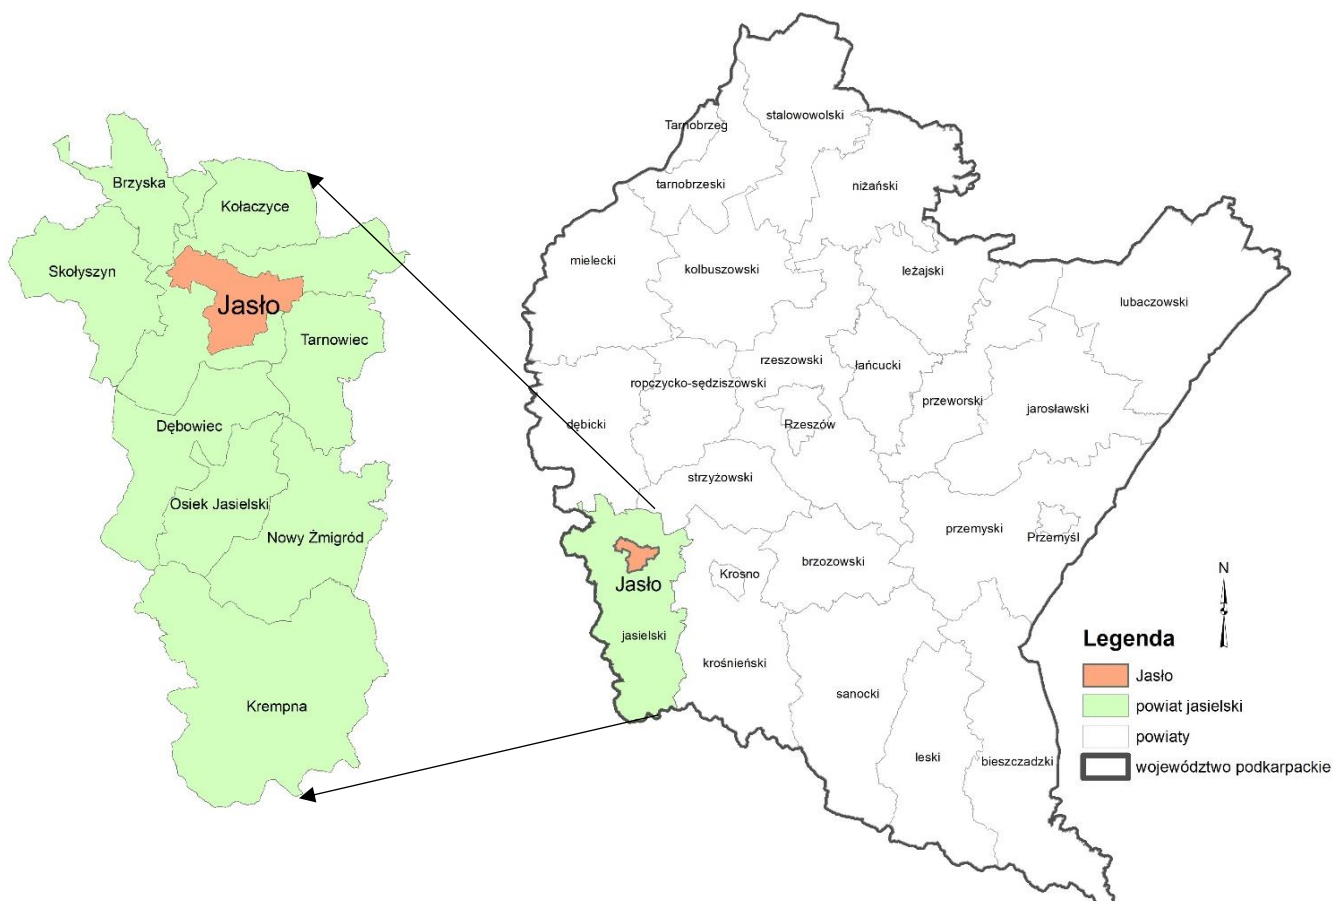 Brzyska
Kołaczyce
Skołyszyn
Jasło
Tarnowiec
Dębowiec
Osiek Jasielski
Nowy Żmigród
Krempna
stalowowolski
Tarnobrzeg
tarnobrzeski
niżański
mielecki
kolbuszowski
leżajski
lubaczowski
rzeszowski
łańcucki
ropczycko-sędziszowski
przeworski
jarosławski
dębicki
Rzeszów
strzyżowski
przemyski
Przemyśl
brzozowski
Krosno
Jasło
jasielski
krośnieński
sanocki
leski
bieszczadzki
N
Legenda
Jasło
powiat jasielski
powiaty
województwo podkarpackie